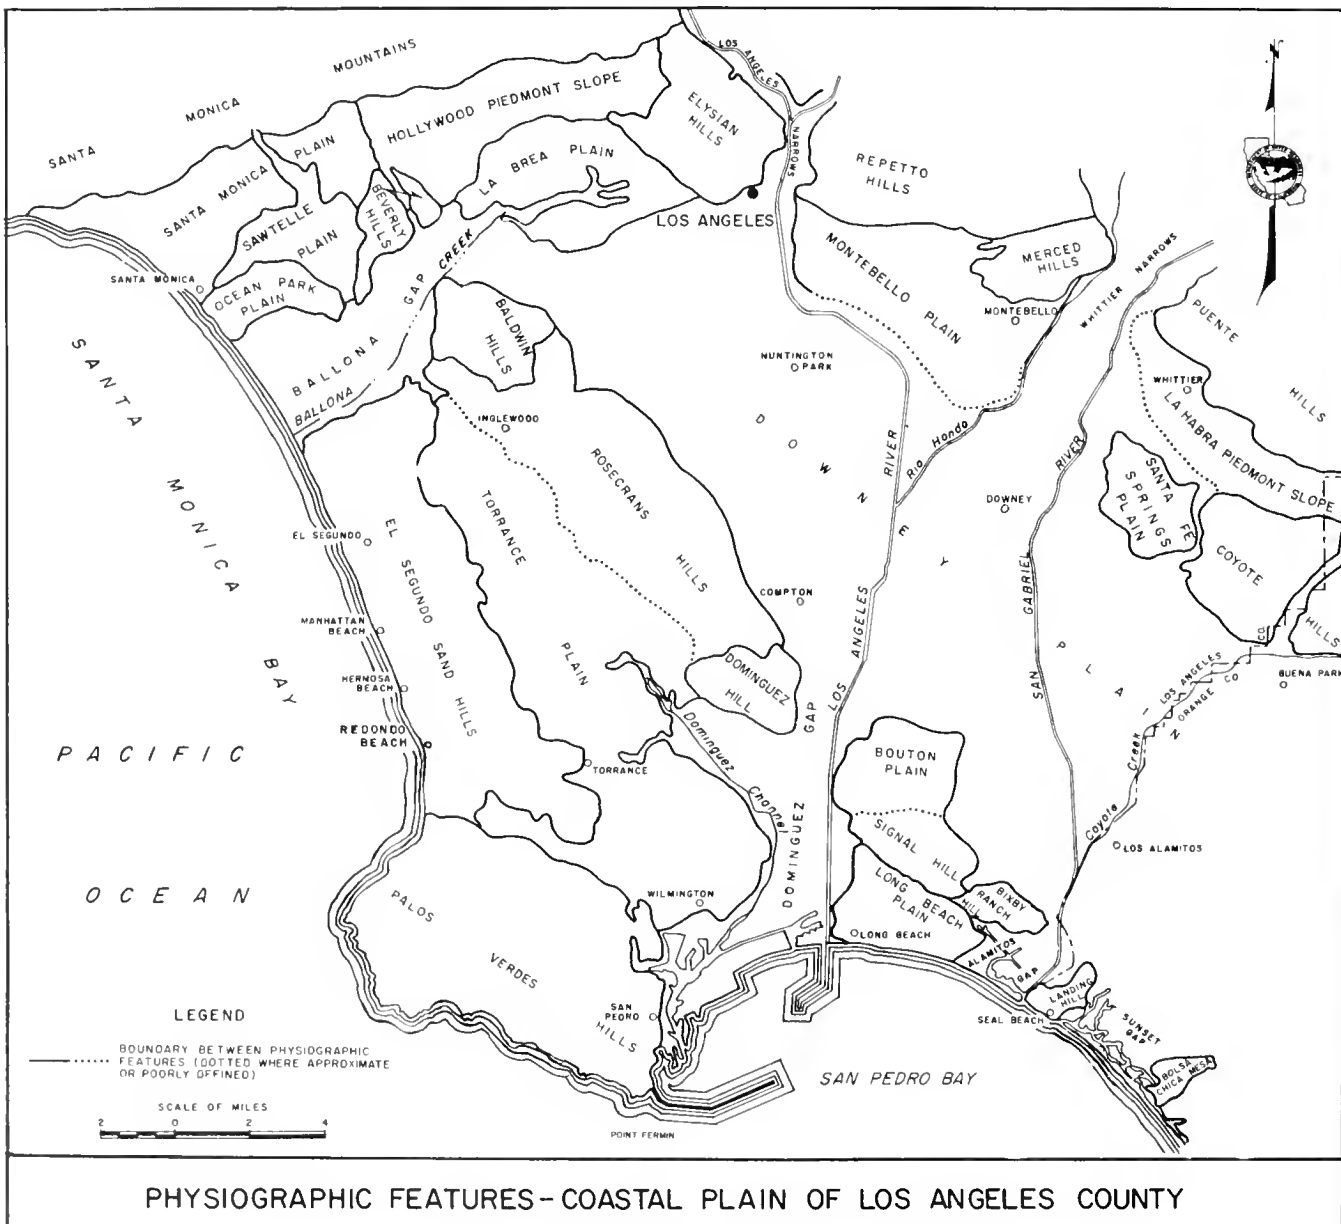 SANTA MONICA MOUNTAINS
LOS ANGELES NARROWS
HOLLYWOOD PIEDMONT SLOPE
ELYSIAN
HILLS
SANTA MONICA PLAIN
LA BREA PLAIN
REPETTO
HILLS
SAWTELLE
PLAIN
BEVERLY
HILLS
LOS ANGELES
MONTEBELLO
PLAIN
MERCED
HILLS
WHITTIER NARROWS
SANTA MONICA
OCEAN PARK
PLAIN
BALLONA GAP
BALLONA CREEK
BALDWIN
HILLS
MONTEBELLO
PUENTE
HILLS
NUNTINGTON
PARK
WHITTIER
LA HABRA PIEDMONT SLOPE
SANTA MONICA BAY
INGLEWOOD
ROSECRANS
HILLS
DOWNEY PLAIN
LOS ANGELES RIVER
Rio Hondo
SAN GABRIEL RIVER
DOWNEY
SANTA FE
SPRINGS
PLAIN
COYOTE
HILLS
TORRANCE
PLAIN
EL SEGUNDO
EL SEGUNDO SAND HILLS
COMPTON
MANHATTAN
BEACH
HERNOSA
BEACH
REDONDO
BEACH
DOMINGUEZ
HILL
DOMINGUEZ GAP
LOS ANGELES CO.
ORANGE CO
BUENA PARK
PACIFIC
OCEAN
TORRANCE
Dominguez Channel
BOUTON
PLAIN
SIGNAL HILL
Coyote Creek
LOS ALAMITOS
PALOS
VERDES
HILLS
WILMINGTON
LONG BEACH
PLAIN
BIXBY
RANCH
HILL
LONG BEACH
ALAMITOS
GAP
LANDING
HILL
SEAL BEACH
SUNSET
GAP
BOLSA
CHICA MESA
SAN
PEDRO
SAN PEDRO BAY
POINT FERMIN
LEGEND
BOUNDARY BETWEEN PHYSIOGRAPHIC
FEATURES (DOTTED WHERE APPROXIMATE
OR POORLY DFFINED)
SCALE OF MILES
2 0 2 4
PHYSIOGRAPHIC FEATURES-COASTAL PLAIN OF LOS ANGELES COUNTY